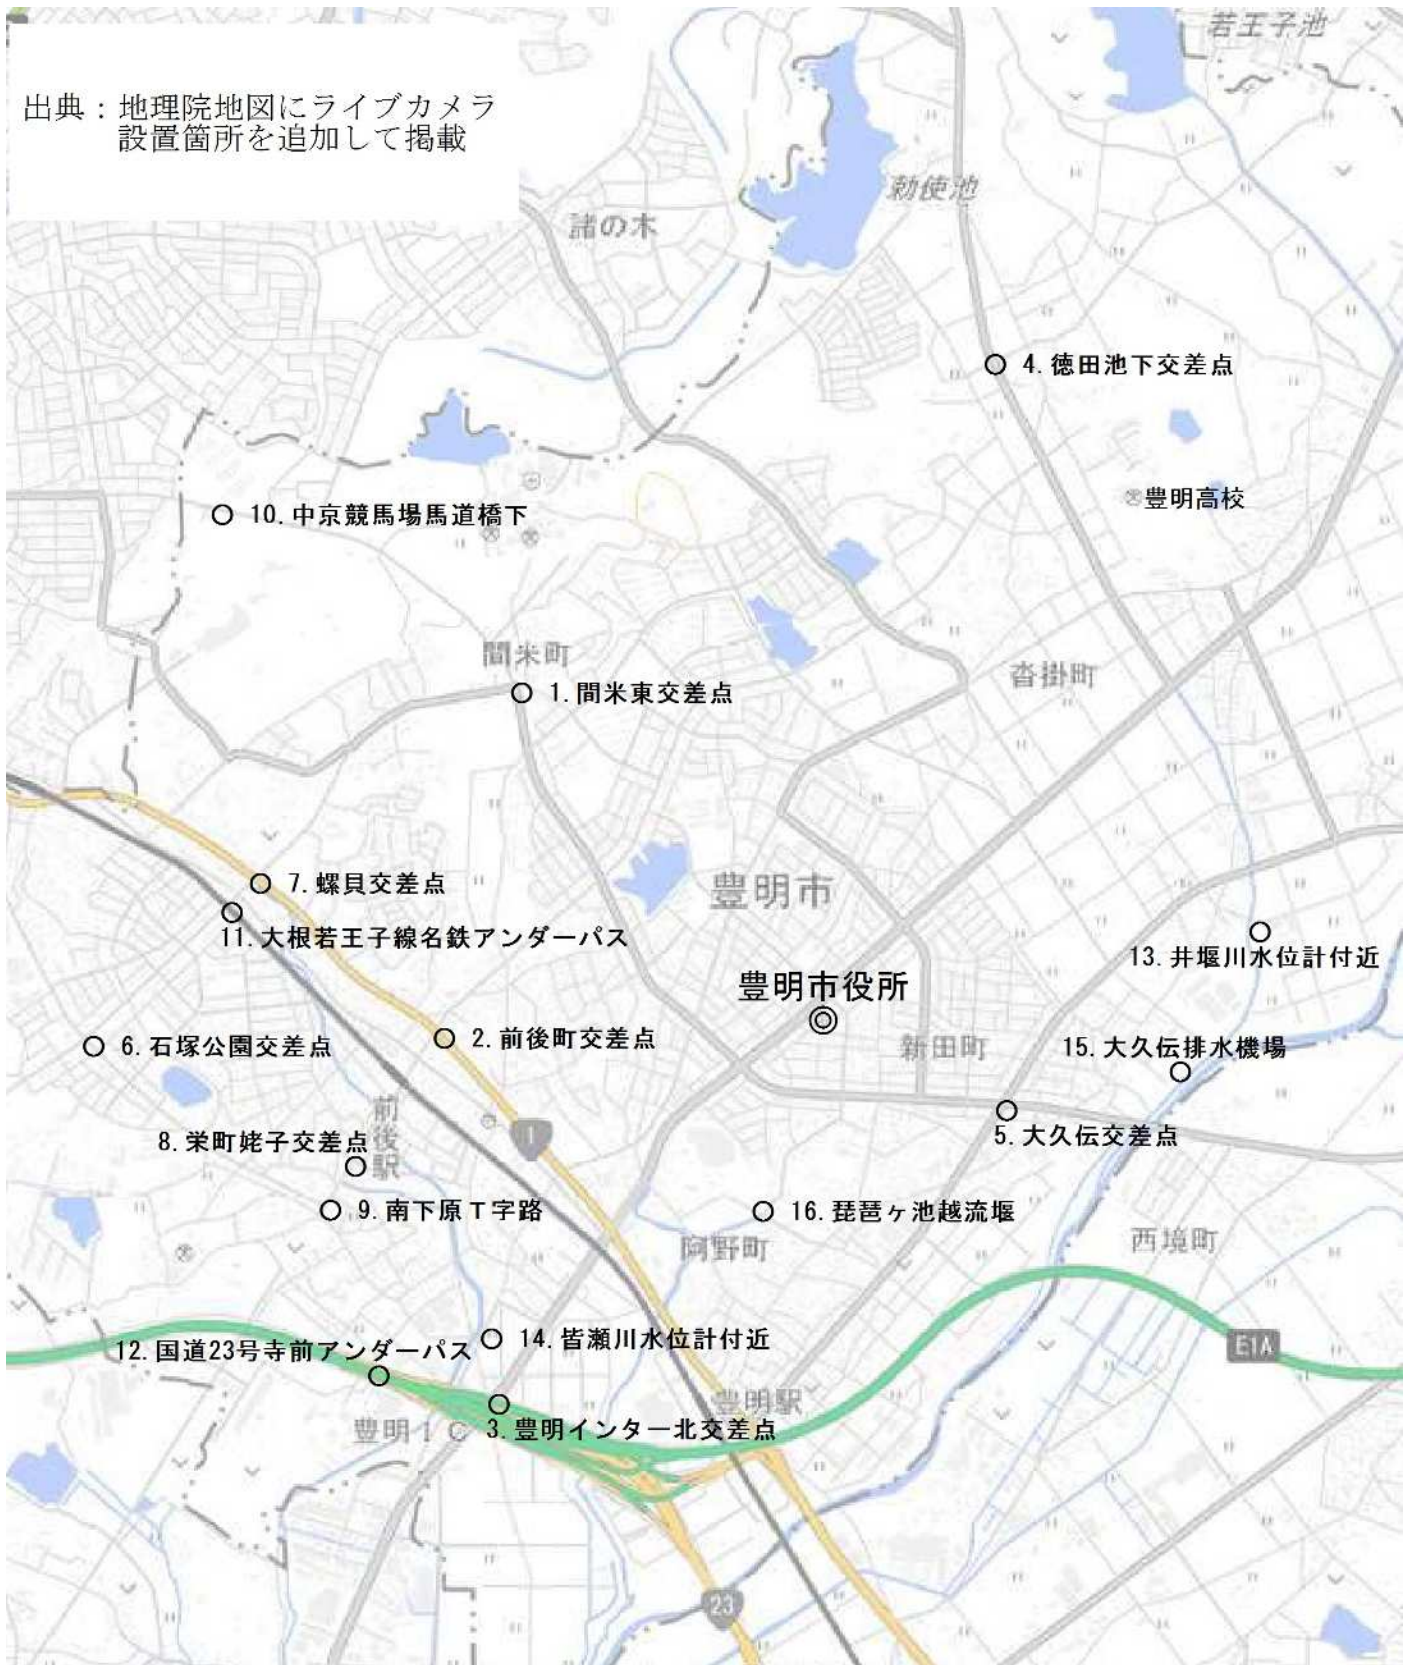 若王子池
出典：地理院地図にライブカメラ
設置箇所を追加して掲載
勅使池
諸の木
4.徳田池下交差点
豊明高校
10.中京競馬場馬道橋下
間米町
沓掛町
1.間米東交差点
7.螺貝交差点
豊明市
11.大根若王子線名鉄アンダーパス
13.井堰川水位計付近
豊明市役所
2.前後町交差点
6.石塚公園交差点
新田町
15.大久伝排水機場
前後駅
1
5.大久伝交差点
8.栄町姥子交差点
9.南下原T字路
16.琵琶ヶ池越流堰
阿野町
西境町
14.皆瀬川水位計付近
12.国道23号寺前アンダーパス
E1A
豊明駅
豊明IC
3.豊明インター北交差点
23